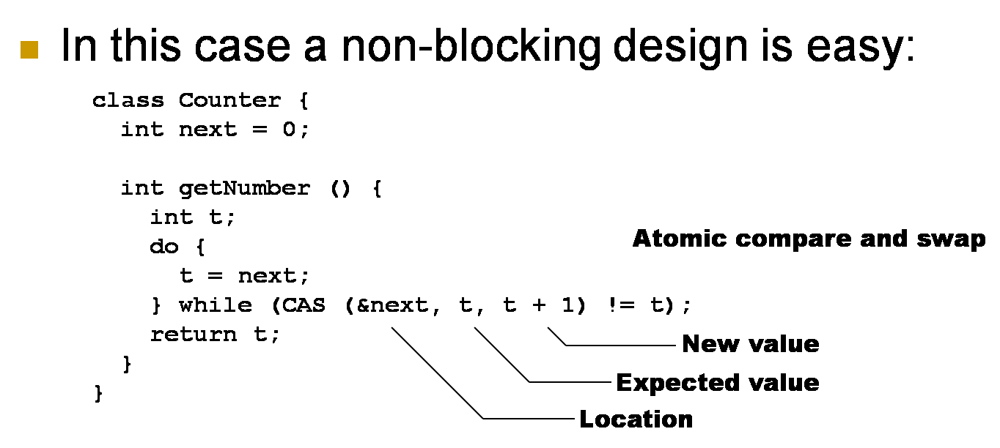 In this case a non-blocking design is easy:
class Counter {
int next = 0;
int getNumber () {
int t;
do {
Atomic compare and swap
t = next;
} while (CAS (&next, t, t + 1) != t);
return t;
New value
}
Expected value
}
Location